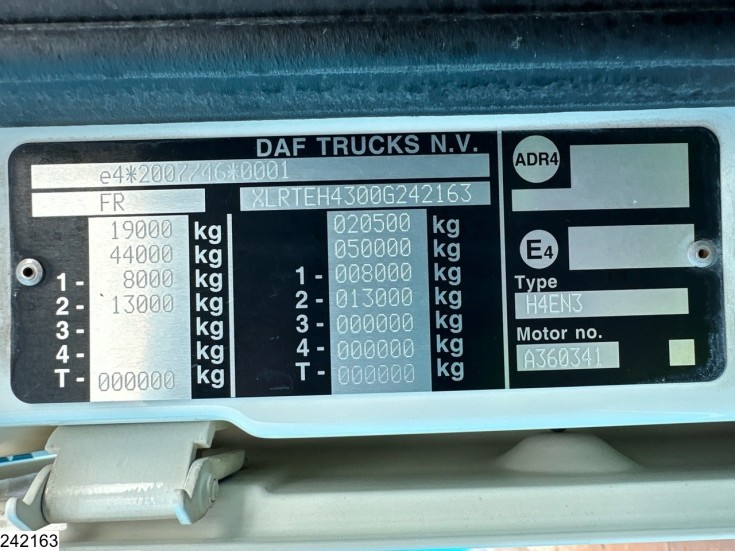 DAF TRUCKS N.V.
e4*2007/46*0001
FR XLRTEH4300G242163
19000 kg 020500 kg
44000 kg 050000 kg
1- 8000 kg 1- 008000 kg
2- 13000 kg 2- 013000 kg
3- kg 3- 000000 kg
4- kg 4- 000000 kg
T- 000000 kg T- 000000 kg
ADR4
E4
Type
H4EN3
Motor no.
A360341
242163